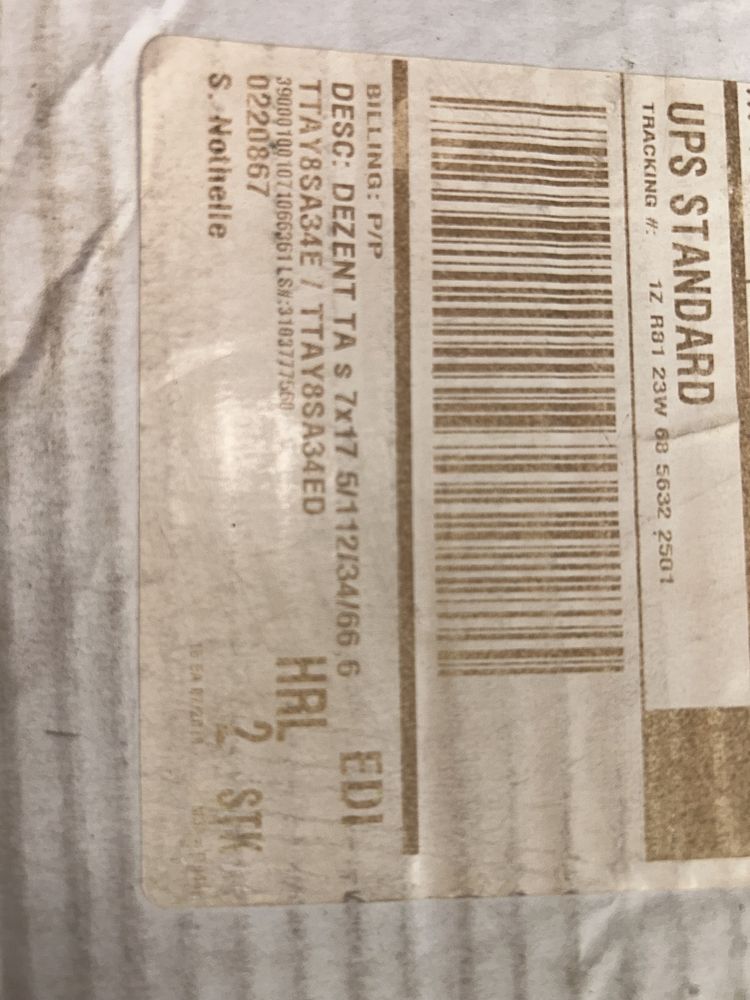 UPS STANDARD
TRACKING #: 1Z R81 23W 68 5632 2501
BILLING: P/P
DESC: DEZENT TA S 7x17 5/112/34/66,6
TTAY8SA34E / TTAY8SA34ED
0220867
S. Nothelle
EDI
HRL
2 STK